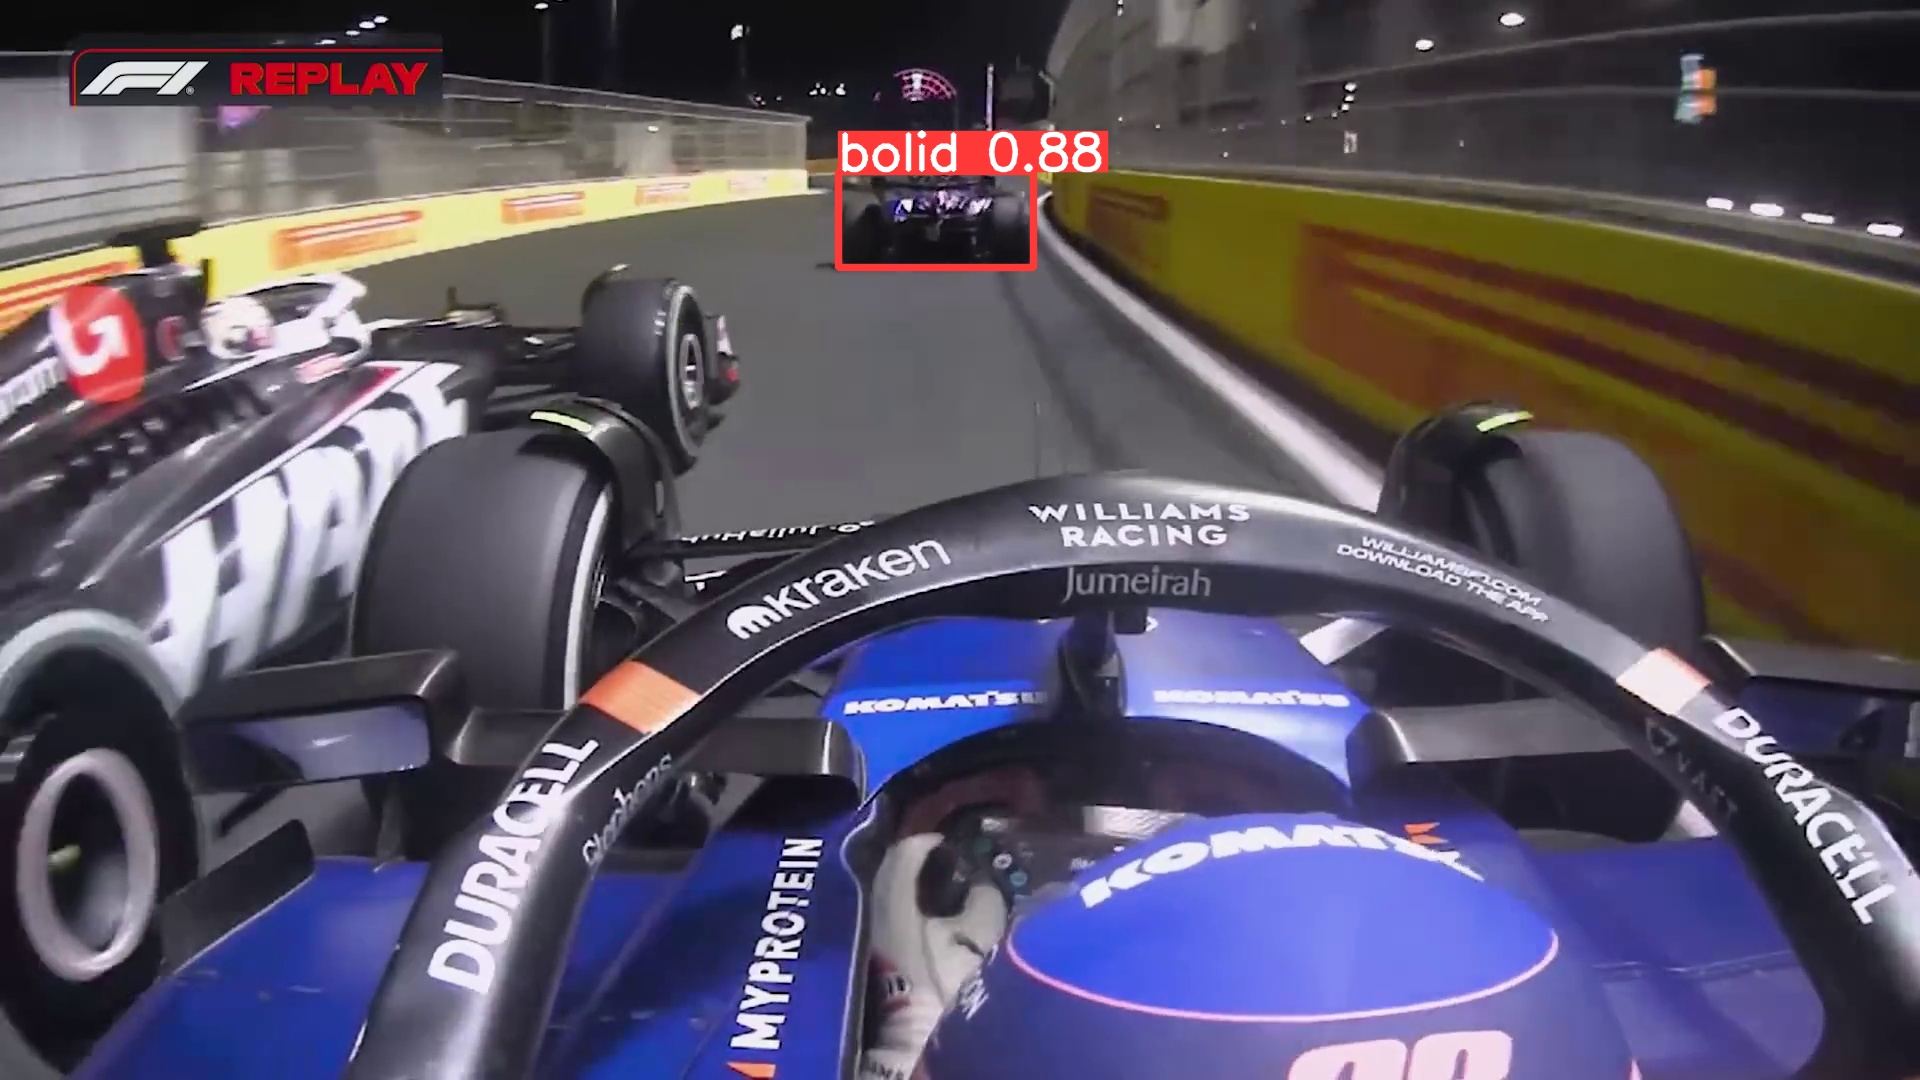 F1 REPLAY
bolid 0.88
HAAS
WILLIAMS
RACING
kraken
Jumeirah
WILLIAMSF1.COM
DOWNLOAD THE APP
KOMATSU KOMATSU
DURACELL
DURACELL
MYPROTEIN
KOMATSU